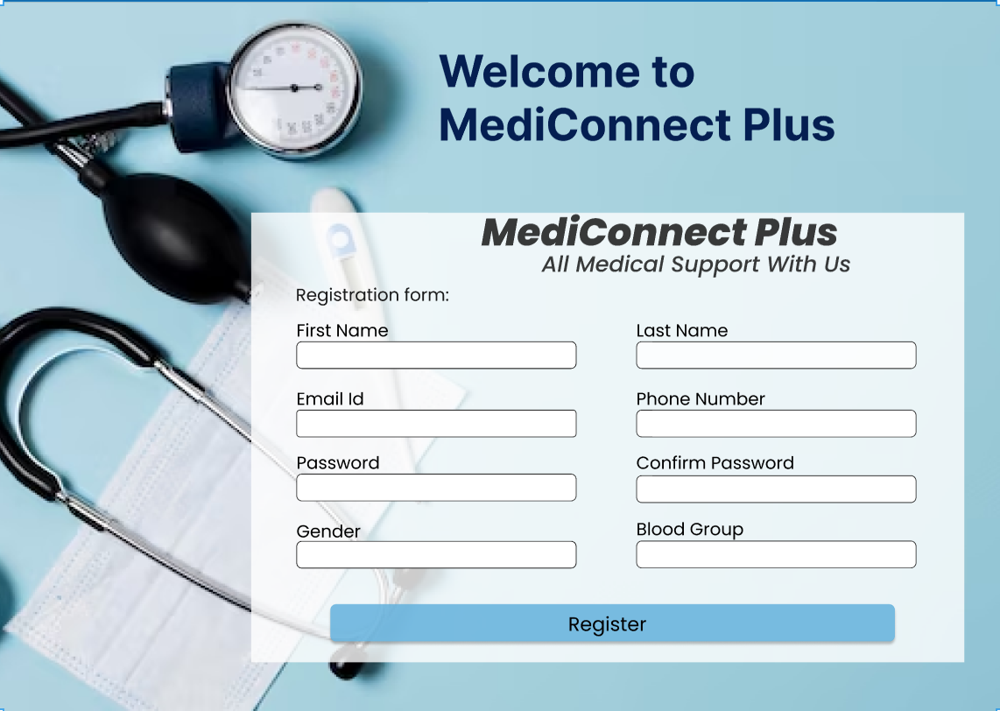 Welcome to
MediConnect Plus
MediConnect Plus
All Medical Support With Us
Registration form:
First Name
Last Name
Email Id
Phone Number
Password
Confirm Password
Gender
Blood Group
Register